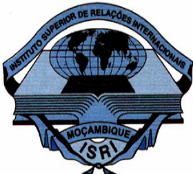 INSTITUTO SUPERIOR DE RELAÇÕES INTERNACIONAIS
MOÇAMBIQUE
ISRI